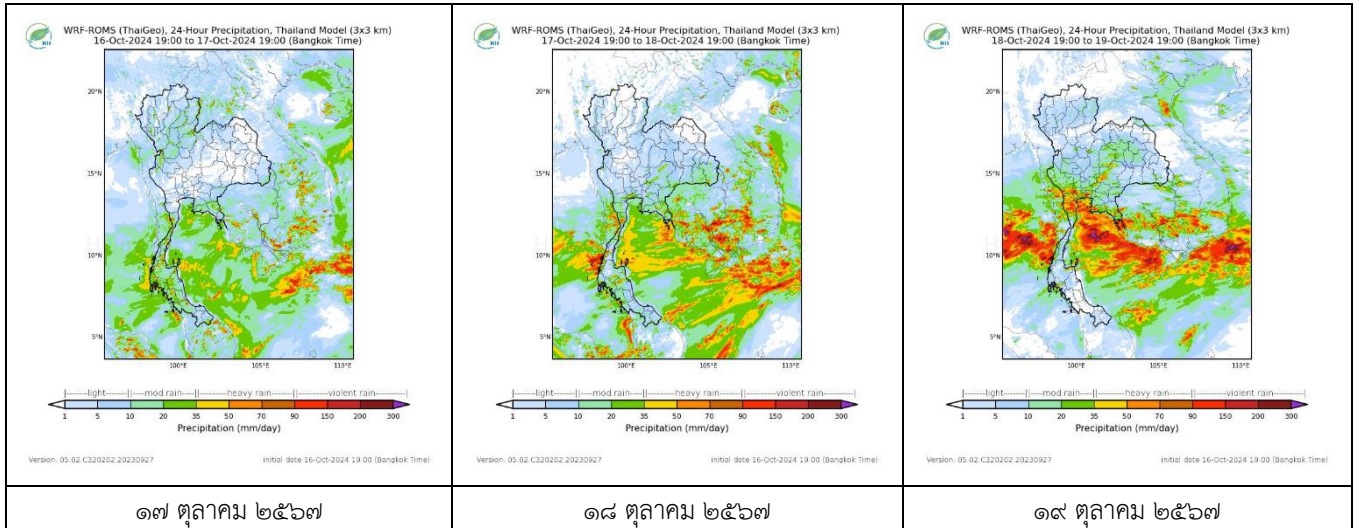 WRF-ROMS (ThaiGeo), 24-Hour Precipitation, Thailand Model (3x3 km)
16-Oct-2024 19:00 to 17-Oct-2024 19:00 (Bangkok Time)
20°N
15°N
10°N
5°N
100°E 105°E 110°E
light mod rain heavy rain violent rain
1 5 10 20 35 50 70 90 150 200 300
Precipitation (mm/day)
Version: 05.02.C320202.20230927 initial date 16-Oct-2024 19:00 (Bangkok Time)
๑๗ ตุลาคม ๒๕๖๗
WRF-ROMS (ThaiGeo), 24-Hour Precipitation, Thailand Model (3x3 km)
17-Oct-2024 19:00 to 18-Oct-2024 19:00 (Bangkok Time)
20°N
15°N
10°N
5°N
100°E 105°E 110°E
light mod rain heavy rain violent rain
1 5 10 20 35 50 70 90 150 200 300
Precipitation (mm/day)
Version: 05.02.C320202.20230927 initial date 16-Oct-2024 19:00 (Bangkok Time)
๑๘ ตุลาคม ๒๕๖๗
WRF-ROMS (ThaiGeo), 24-Hour Precipitation, Thailand Model (3x3 km)
18-Oct-2024 19:00 to 19-Oct-2024 19:00 (Bangkok Time)
20°N
15°N
10°N
5°N
100°E 105°E 110°E
light mod rain heavy rain violent rain
1 5 10 20 35 50 70 90 150 200 300
Precipitation (mm/day)
Version: 05.02.C320202.20230927 initial date 16-Oct-2024 19:00 (Bangkok Time)
๑๙ ตุลาคม ๒๕๖๗